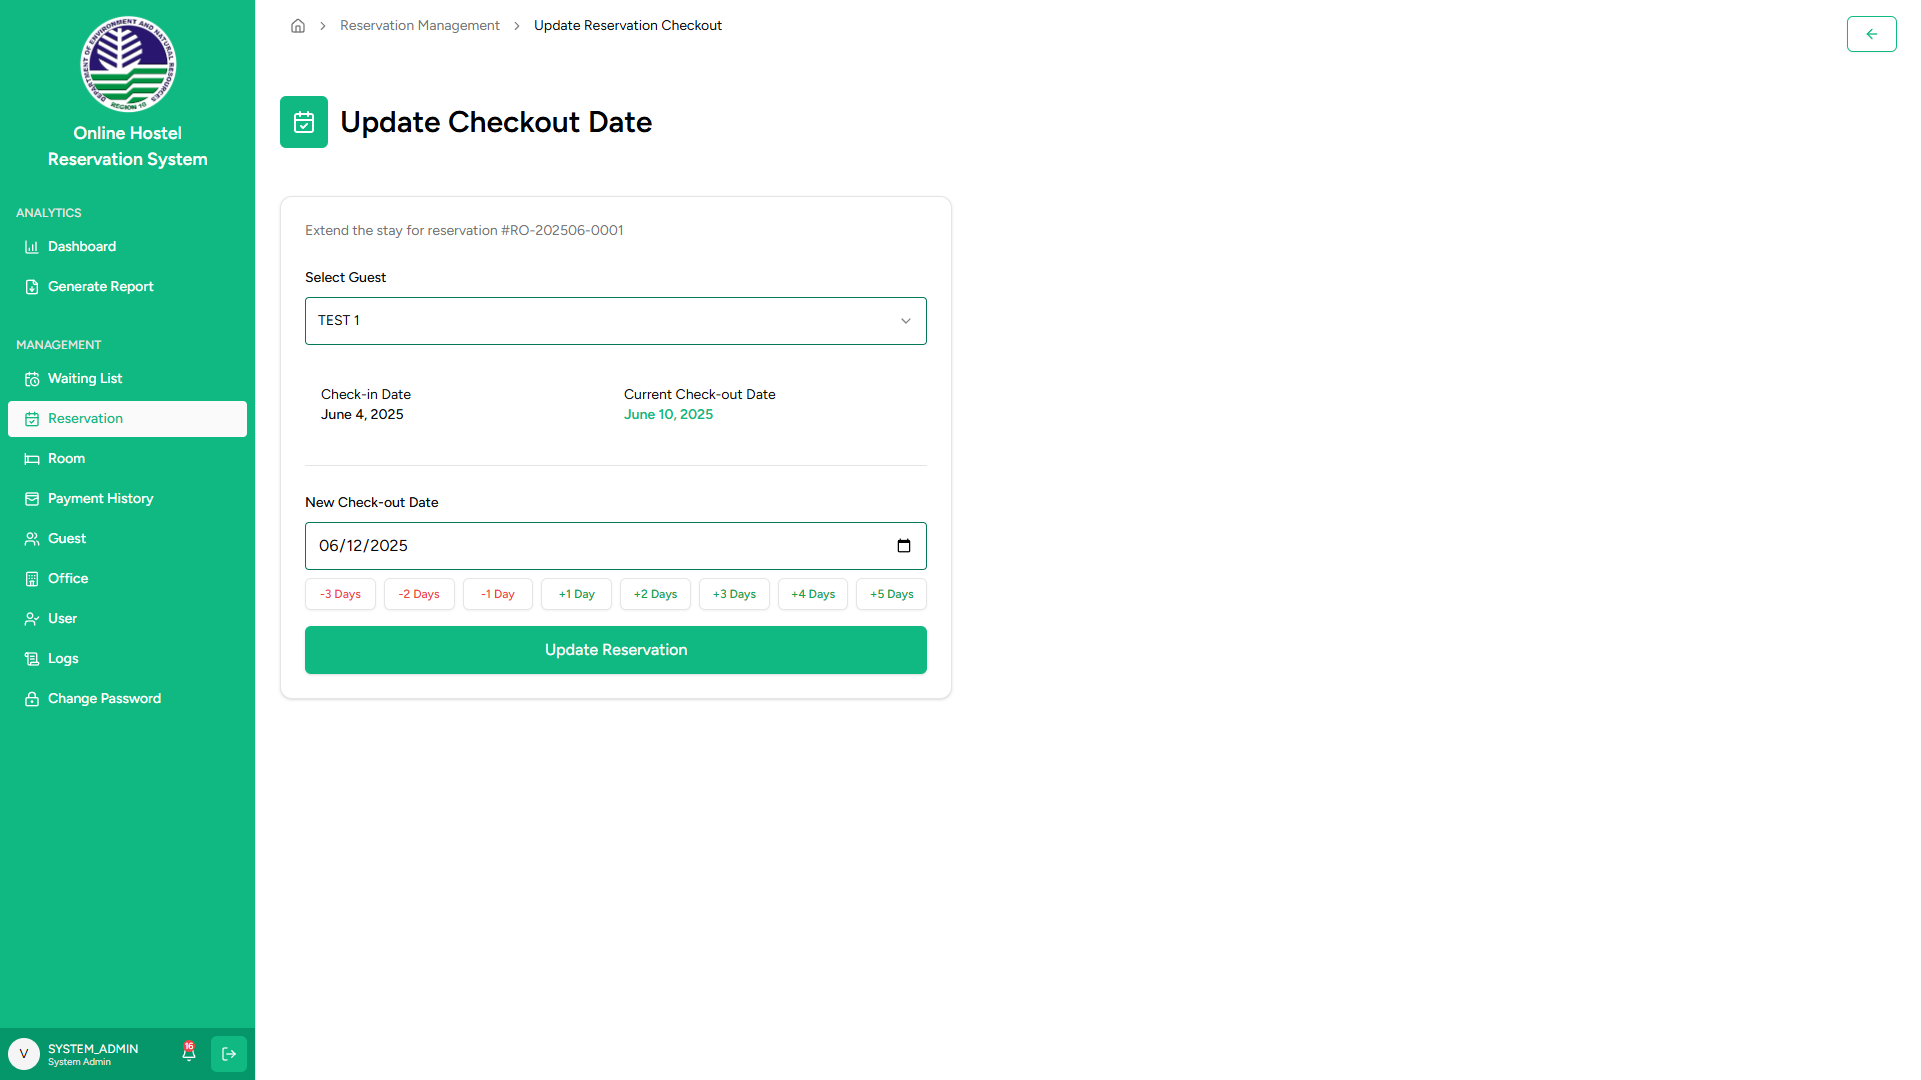 DEPARTMENT OF ENVIRONMENT AND NATURAL RESOURCES
REGION 10
Online Hostel
Reservation System
ANALYTICS
Dashboard
Generate Report
MANAGEMENT
Waiting List
Reservation
Room
Payment History
Guest
Office
User
Logs
Change Password
V
SYSTEM_ADMIN
System Admin
16
Reservation Management
Update Reservation Checkout
Update Checkout Date
Extend the stay for reservation #RO-202506-0001
Select Guest
TEST 1
Check-in Date
June 4, 2025
Current Check-out Date
June 10, 2025
New Check-out Date
06/12/2025
-3 Days
-2 Days
-1 Day
+1 Day
+2 Days
+3 Days
+4 Days
+5 Days
Update Reservation